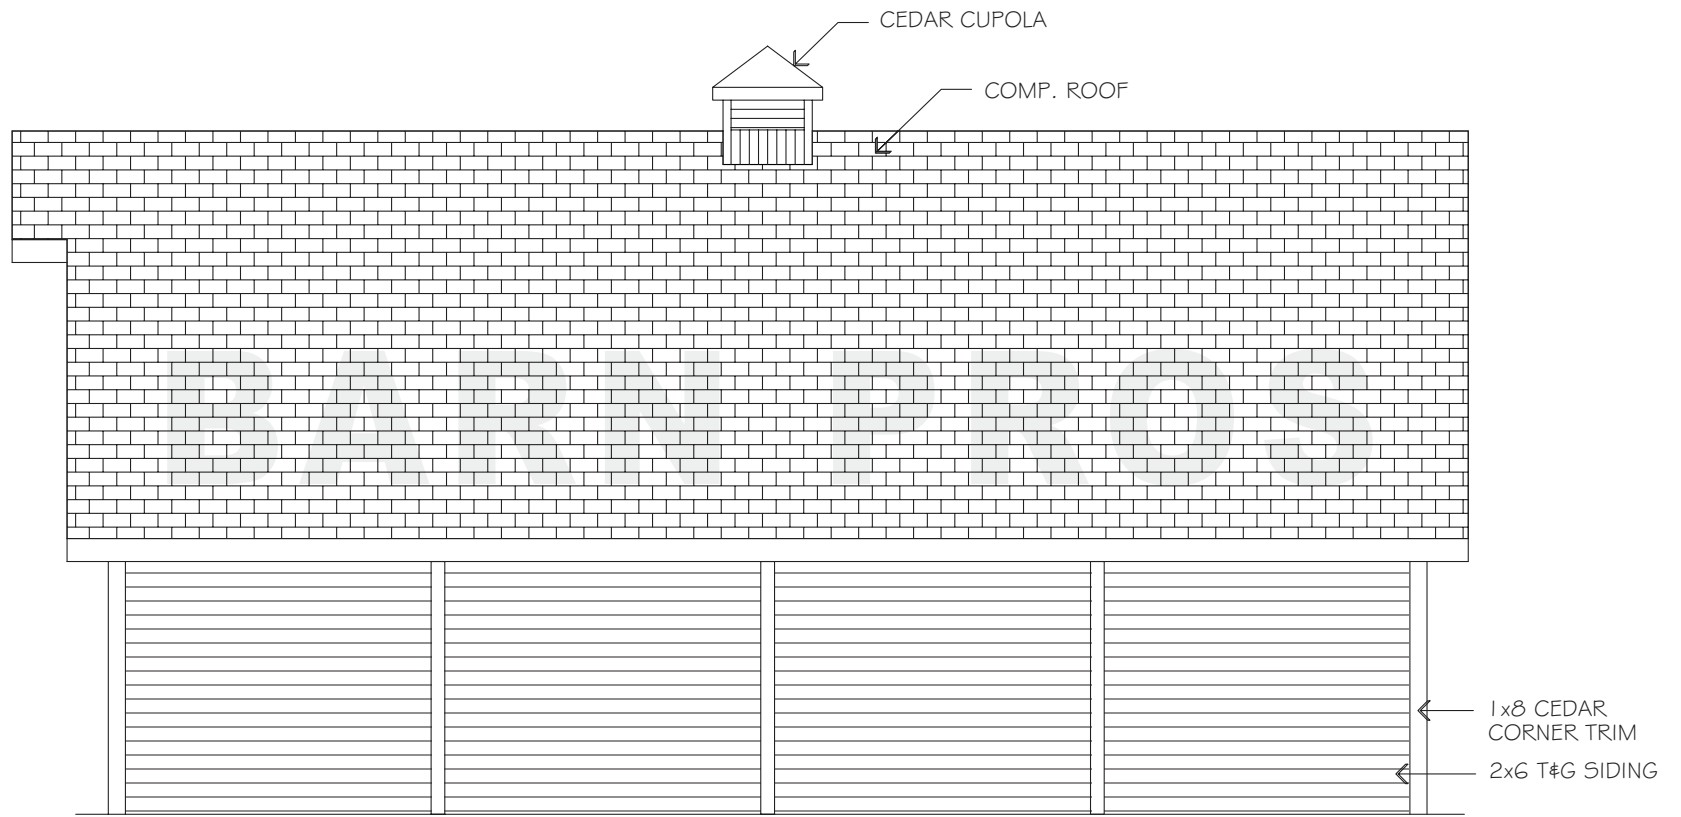 CEDAR CUPOLA
COMP. ROOF
BARN PROS
1x8 CEDAR
CORNER TRIM
2x6 T&G SIDING